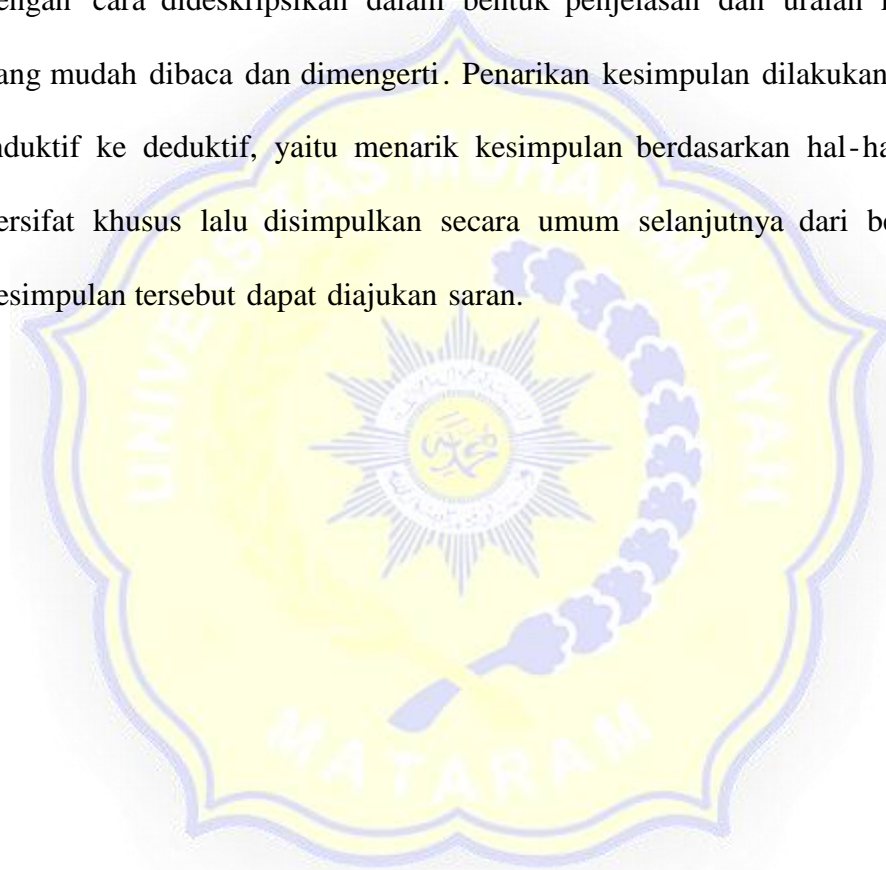 engan cara dideskripsikan dalam bentuk penjelasan dan uraian
ang mudah dibaca dan dimengerti. Penarikan kesimpulan dilakukan
nduktif ke deduktif, yaitu menarik kesimpulan berdasarkan hal-ha
ersifat khusus lalu disimpulkan secara umum selanjutnya dari be
esimpulan tersebut dapat diajukan saran.
UNIVERSITAS MUHAMMADIYAH
MATARAM